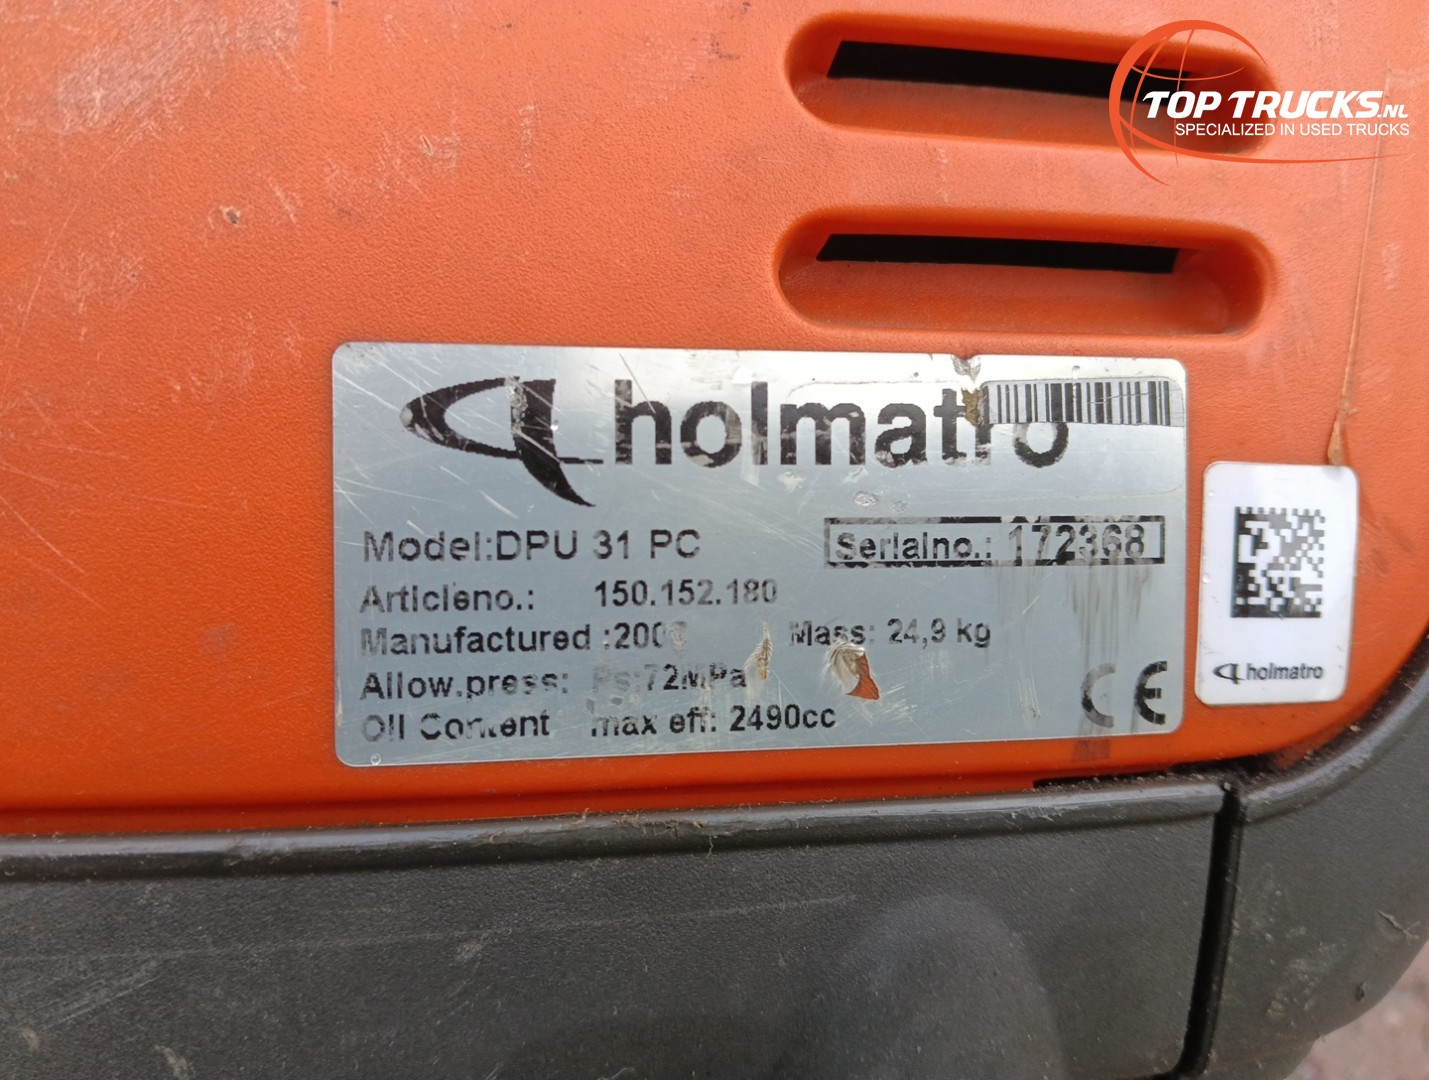 TOP TRUCKS.NL
SPECIALIZED IN USED TRUCKS
holmatro
Model:DPU 31 PC
Serialno.: 172368
Articleno.: 150.152.180
Manufactured Mass: 24,9 kg
Allow.press: Ps:72MPa
Oil Content max eff: 2490cc
CE
holmatro